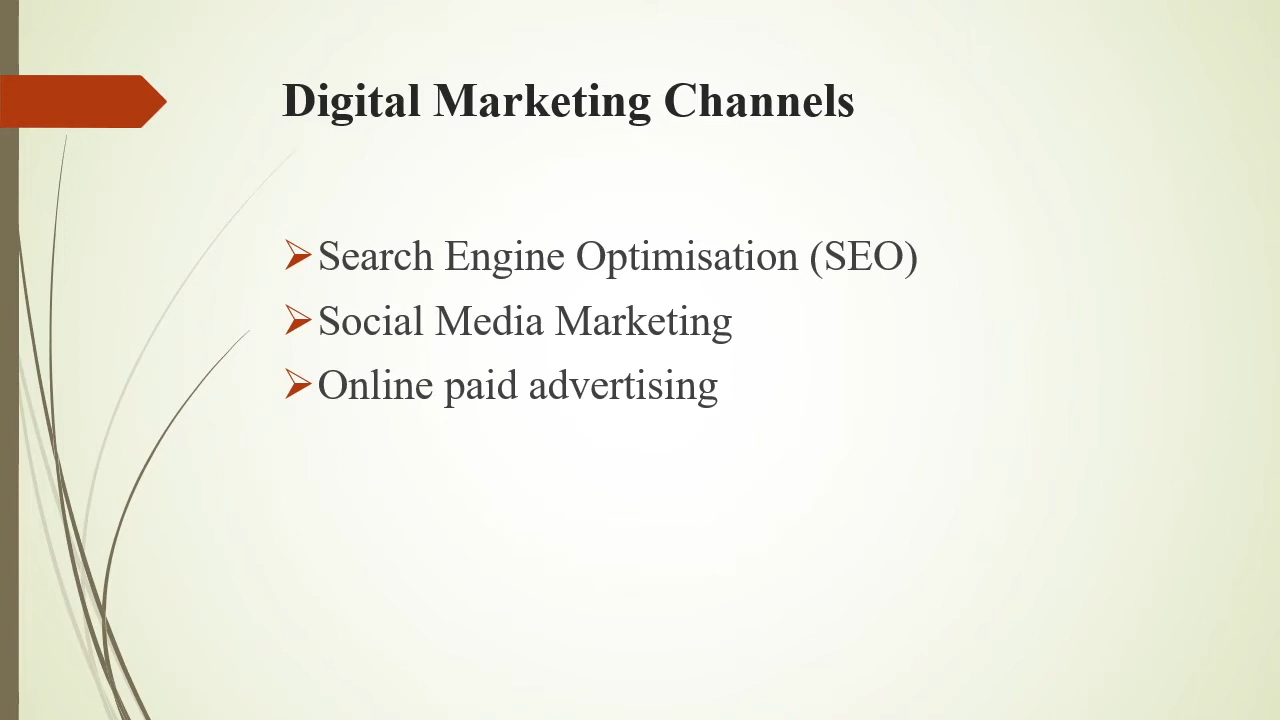 Digital Marketing Channels
Search Engine Optimisation (SEO)
Social Media Marketing
Online paid advertising